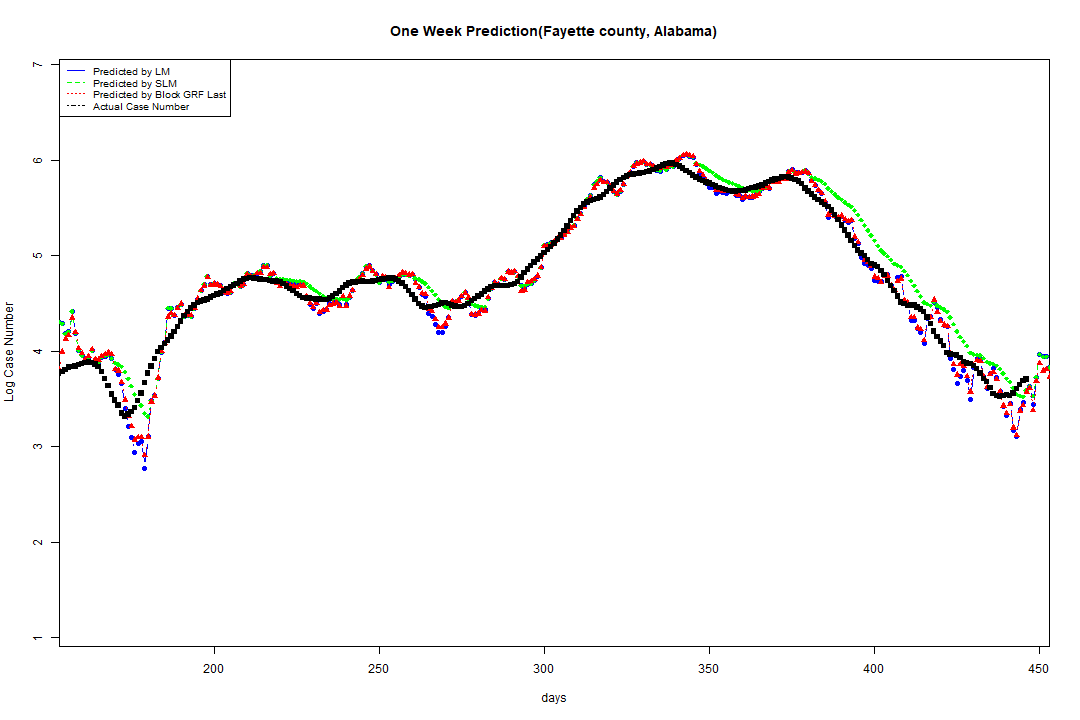 One Week Prediction(Fayette county, Alabama)
Predicted by LM
Predicted by SLM
Predicted by Block GRF Last
Actual Case Number
7
6
5
4
3
2
1
Log Case Number
200 250 300 350 400 450
days